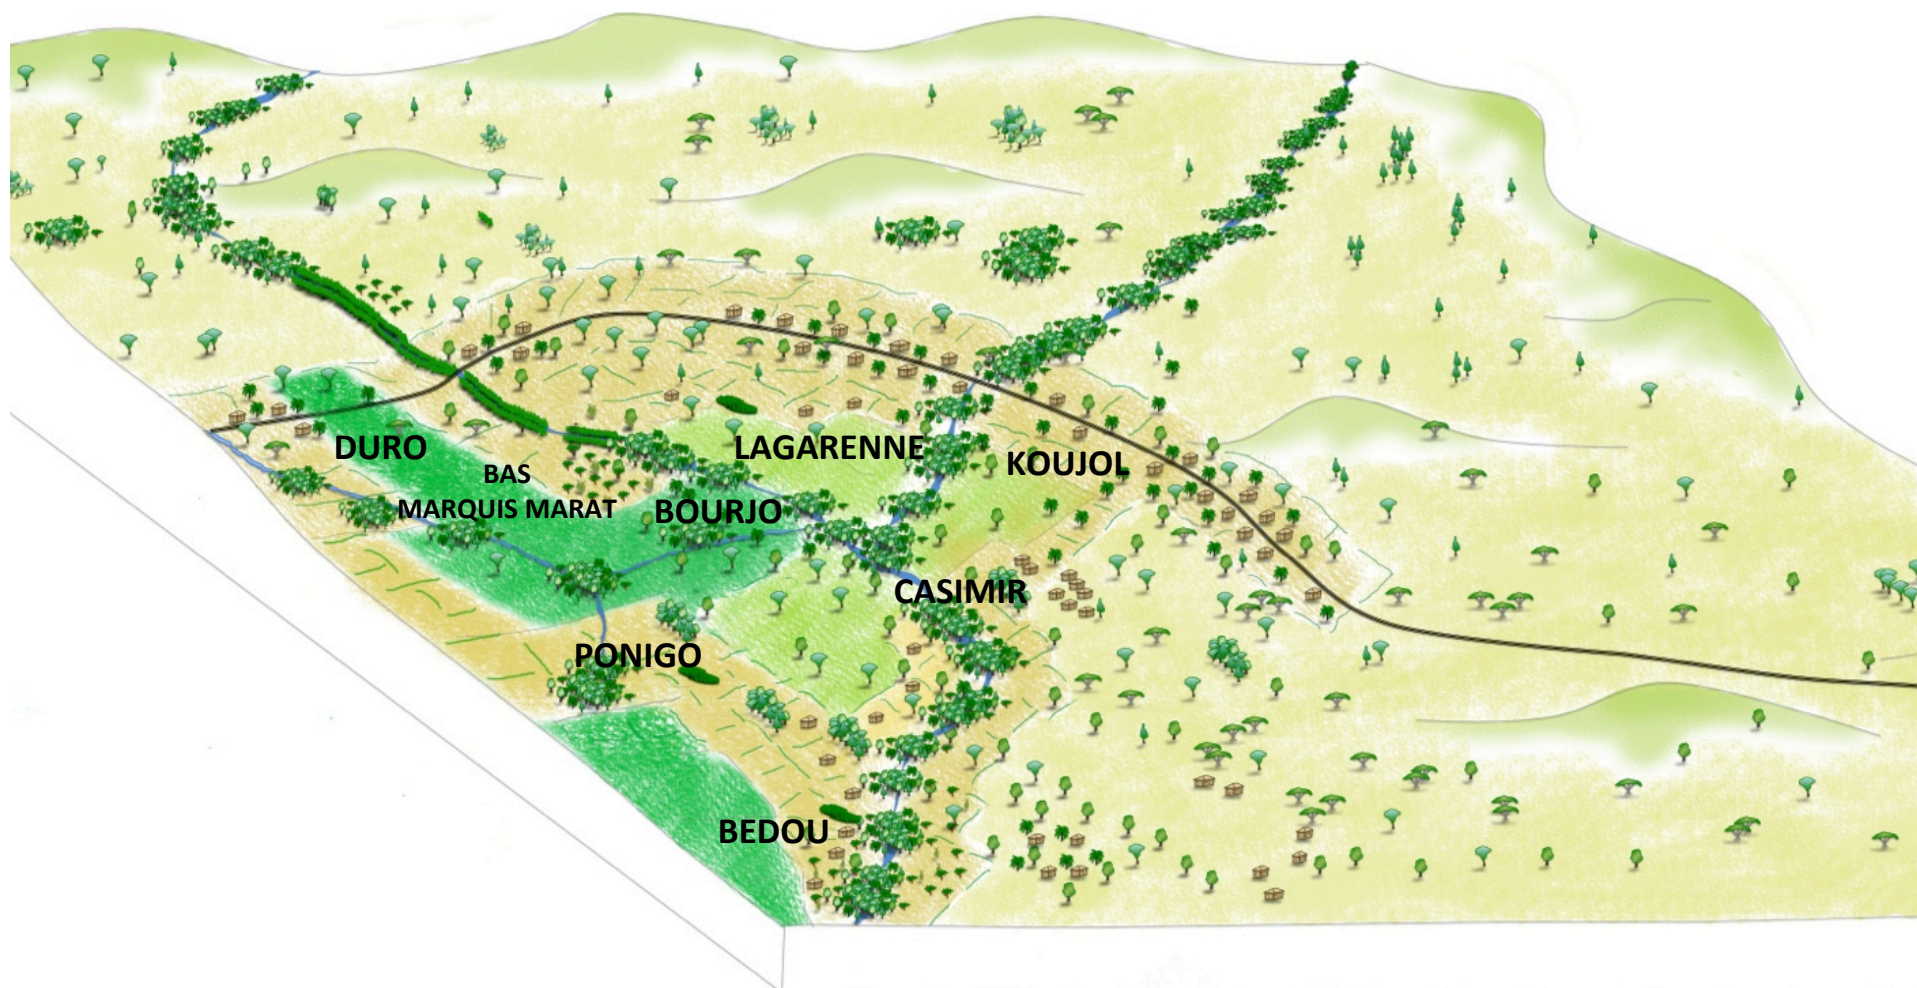 DURO
LAGARENNE
KOUJOL
BAS
MARQUIS MARAT
BOURJO
CASIMIR
PONIGO
BEDOU